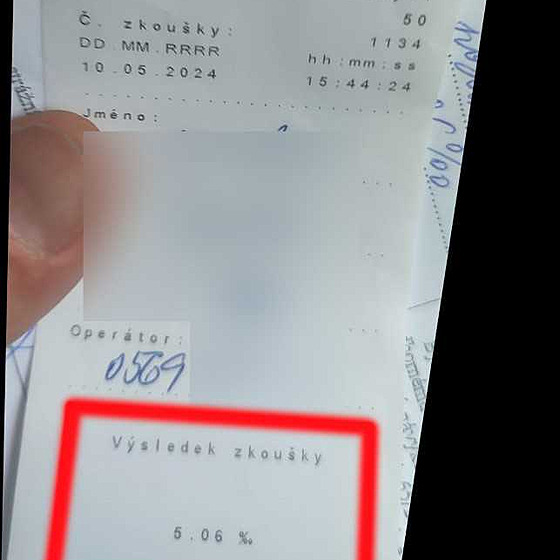 50
Č. zkoušky: 1134
DD.MM.RRRR hh:mm:ss
10.05.2024 15:44:24
Jméno:
Operátor:
0569
Výsledek zkoušky
5.06 ‰